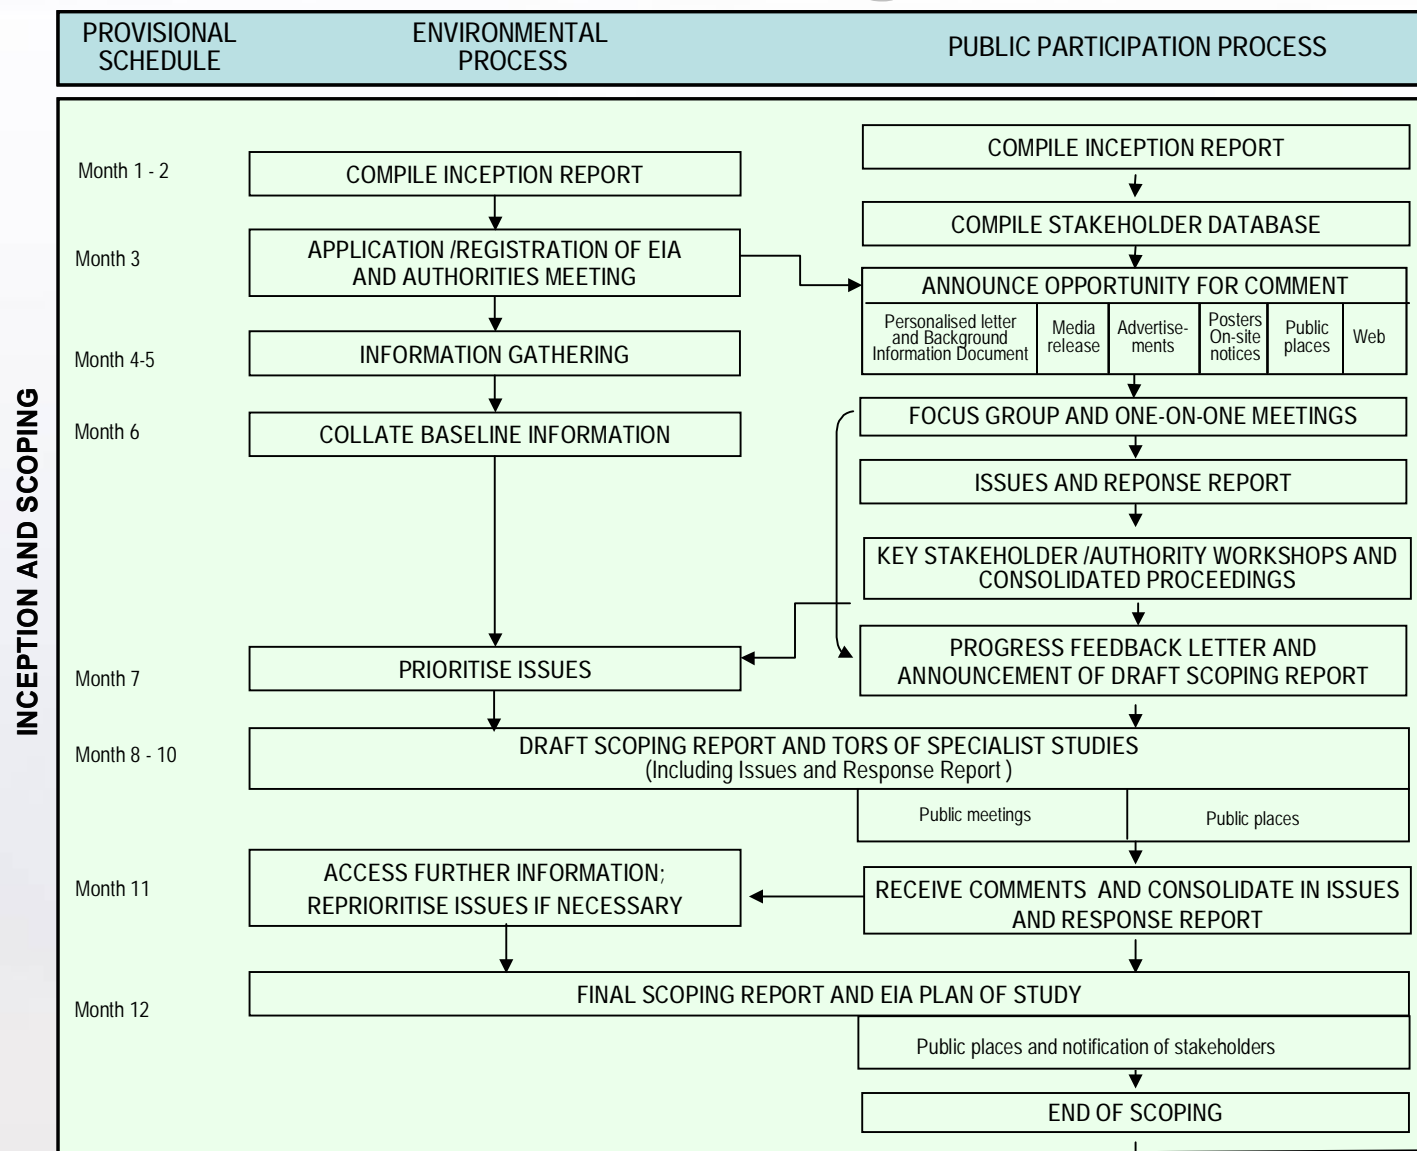 PROVISIONAL
SCHEDULE
ENVIRONMENTAL
PROCESS
PUBLIC PARTICIPATION PROCESS
INCEPTION AND SCOPING
Month 1 - 2
COMPILE INCEPTION REPORT
COMPILE INCEPTION REPORT
COMPILE STAKEHOLDER DATABASE
Month 3
APPLICATION /REGISTRATION OF EIA
AND AUTHORITIES MEETING
ANNOUNCE OPPORTUNITY FOR COMMENT
Personalised letter
and Background
Information Document
Media
release
Advertise-
ments
Posters
On-site
notices
Public
places
Web
Month 4-5
INFORMATION GATHERING
Month 6
COLLATE BASELINE INFORMATION
FOCUS GROUP AND ONE-ON-ONE MEETINGS
ISSUES AND REPONSE REPORT
KEY STAKEHOLDER /AUTHORITY WORKSHOPS AND
CONSOLIDATED PROCEEDINGS
Month 7
PRIORITISE ISSUES
PROGRESS FEEDBACK LETTER AND
ANNOUNCEMENT OF DRAFT SCOPING REPORT
Month 8 - 10
DRAFT SCOPING REPORT AND TORS OF SPECIALIST STUDIES
(Including Issues and Response Report )
Public meetings
Public places
Month 11
ACCESS FURTHER INFORMATION;
REPRIORITISE ISSUES IF NECESSARY
RECEIVE COMMENTS AND CONSOLIDATE IN ISSUES
AND RESPONSE REPORT
Month 12
FINAL SCOPING REPORT AND EIA PLAN OF STUDY
Public places and notification of stakeholders
END OF SCOPING